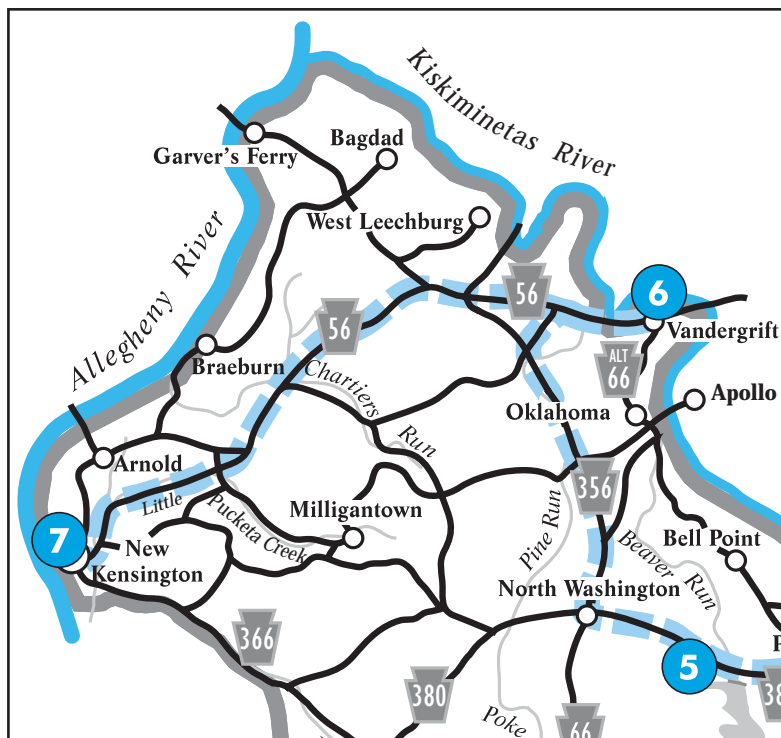 Kiskiminetas River
Bagdad
Garver's Ferry
West Leechburg
Allegheny River
56
6
56
Vandergrift
Braeburn
ALT
66
Chartiers Run
Apollo
Oklahoma
Arnold
356
Little
Pucketa Creek
Milligantown
Pine Run
7
New
Kensington
Beaver Run
Bell Point
North Washington
366
5
P
380
38
Poke
66